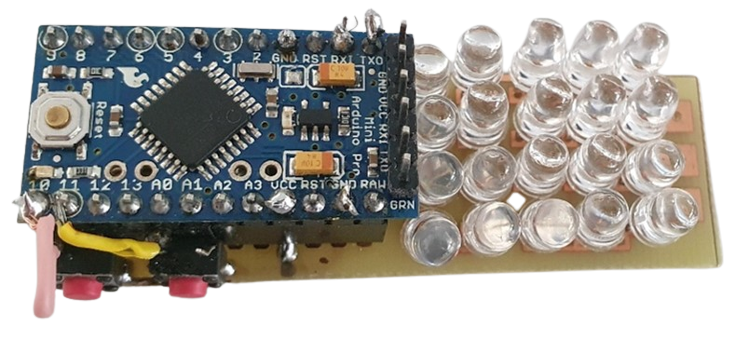 9 8 7 6 5 4 3 2 GND RST RXI TXO
GND VCC RXI TXO
GRN
Reset
Arduino
Pro Mini
10 11 12 13 A0 A1 A2 A3 VCC RST GND RAW